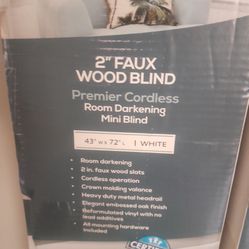 2" FAUX
WOOD BLIND
Premier Cordless
Room Darkening
Mini Blind
43" W x 72" L | WHITE
• Room darkening
• 2 in. faux wood slats
• Cordless operation
• Crown molding valance
• Heavy duty metal headrail
• Elegant embossed oak finish
• Reformulated vinyl with no
lead additives
• All mounting hardware
included
CERTIFIED